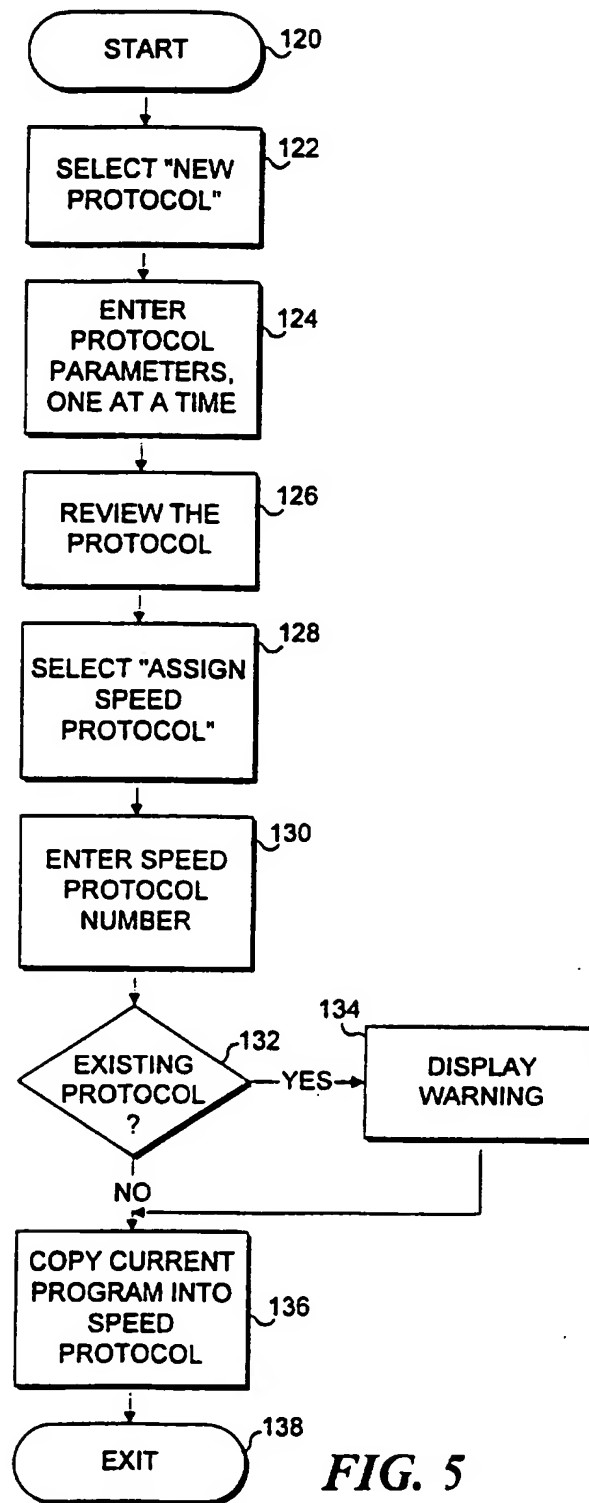 START
120
122
SELECT "NEW
PROTOCOL"
124
ENTER
PROTOCOL
PARAMETERS,
ONE AT A TIME
126
REVIEW THE
PROTOCOL
128
SELECT "ASSIGN
SPEED
PROTOCOL"
130
ENTER SPEED
PROTOCOL
NUMBER
132
EXISTING
PROTOCOL
?
YES
134
DISPLAY
WARNING
NO
COPY CURRENT
PROGRAM INTO
SPEED
PROTOCOL
136
EXIT
138
FIG. 5